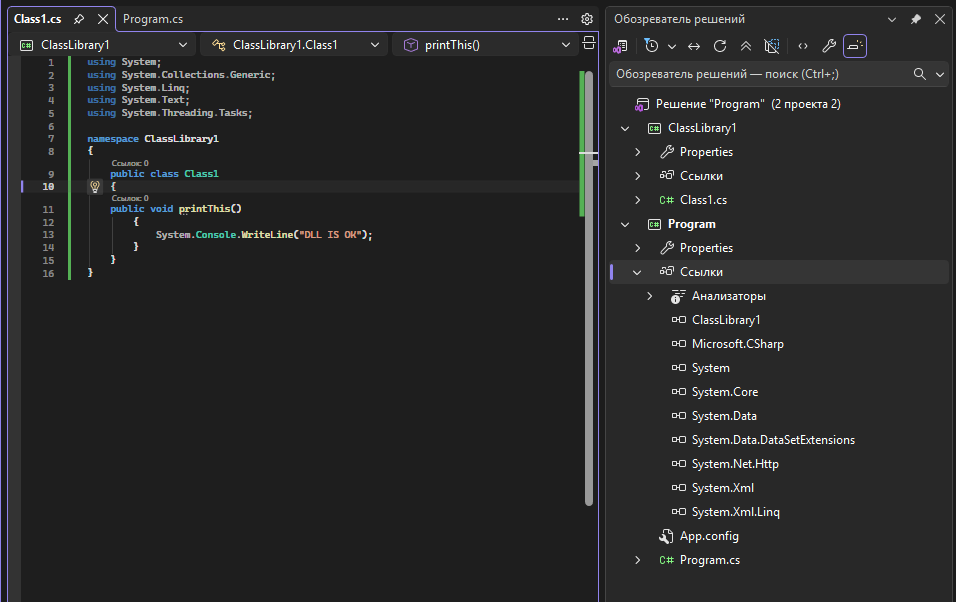 Class1.cs
Program.cs
ClassLibrary1
ClassLibrary1.Class1
printThis()
1 using System;
2 using System.Collections.Generic;
3 using System.Linq;
4 using System.Text;
5 using System.Threading.Tasks;
6
7 namespace ClassLibrary1
8 {
Ссылок: 0
9 public class Class1
10 {
Ссылок: 0
11 public void printThis()
12 {
13 System.Console.WriteLine("DLL IS OK");
14 }
15 }
16 }
Обозреватель решений
Обозреватель решений — поиск (Ctrl+;)
Решение "Program" (2 проекта 2)
C# ClassLibrary1
Properties
Ссылки
C# Class1.cs
C# Program
Properties
Ссылки
Анализаторы
ClassLibrary1
Microsoft.CSharp
System
System.Core
System.Data
System.Data.DataSetExtensions
System.Net.Http
System.Xml
System.Xml.Linq
App.config
C# Program.cs